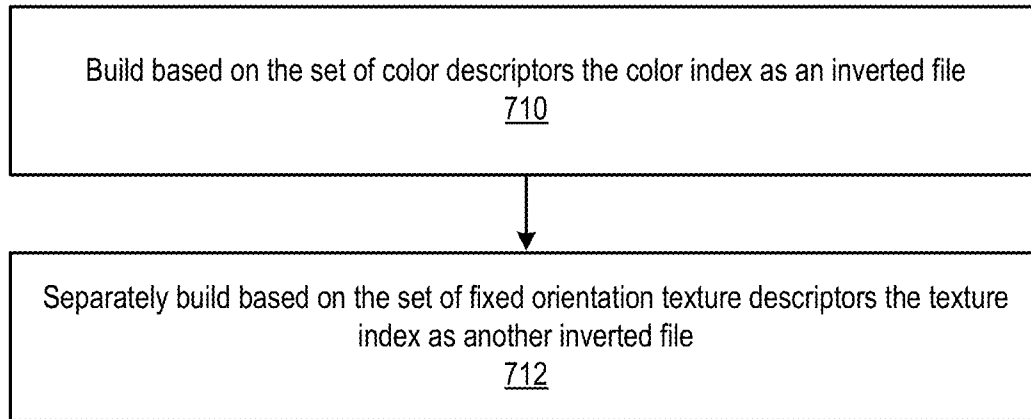 Build based on the set of color descriptors the color index as an inverted file
710
Separately build based on the set of fixed orientation texture descriptors the texture
index as another inverted file
712